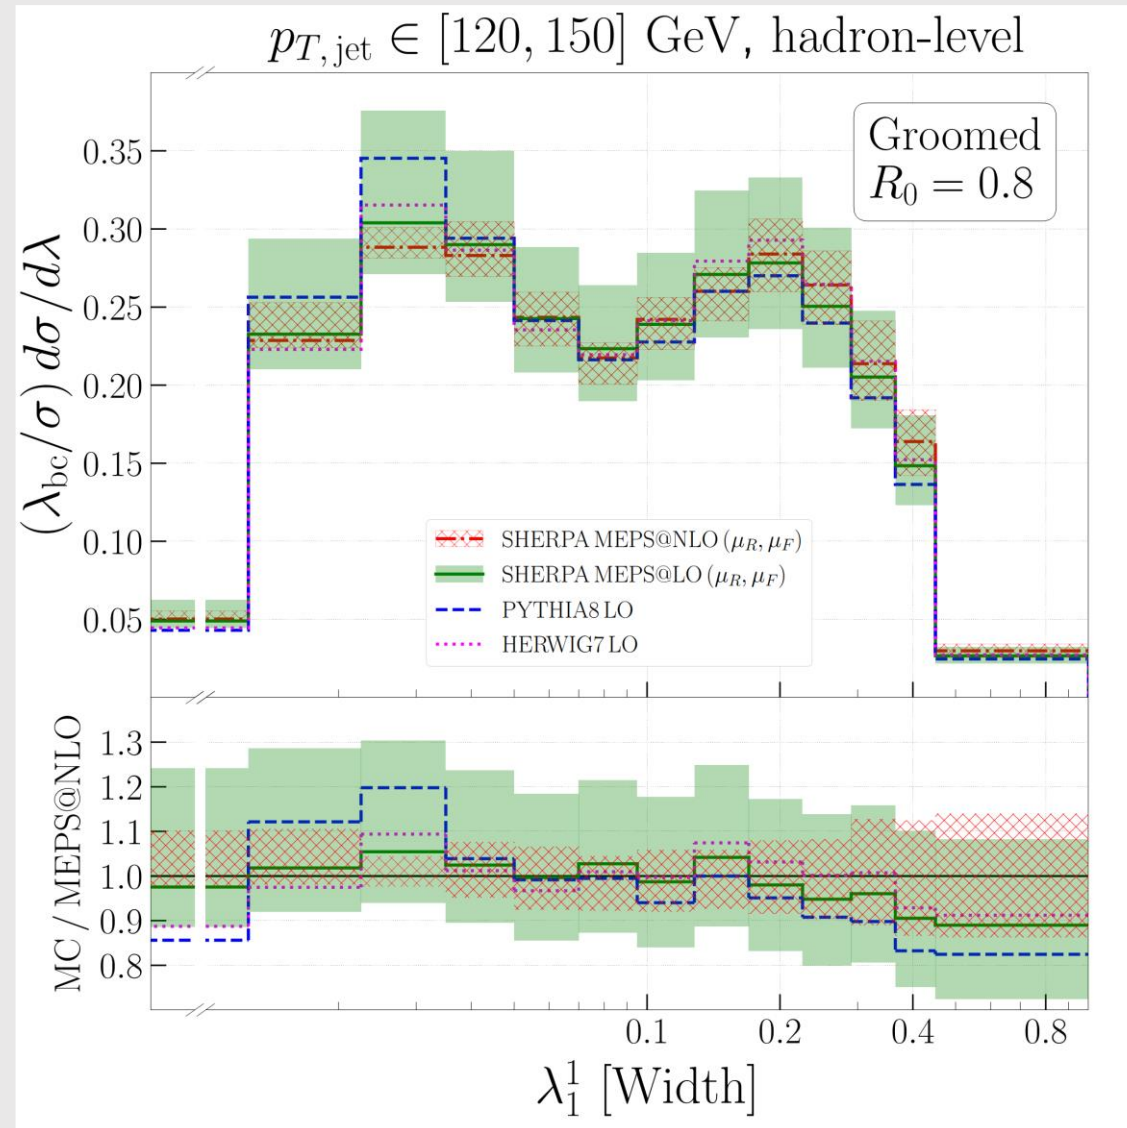 p_{T, jet} ∈ [120, 150] GeV, hadron-level
Groomed
R_0 = 0.8
(λ_{bc}/σ) dσ/dλ
0.35
0.30
0.25
0.20
0.15
0.10
0.05
SHERPA MEPS@NLO (μ_R, μ_F)
SHERPA MEPS@LO (μ_R, μ_F)
PYTHIA8 LO
HERWIG7 LO
MC / MEPS@NLO
1.3
1.2
1.1
1.0
0.9
0.8
0.1 0.2 0.4 0.8
λ^1_1 [Width]